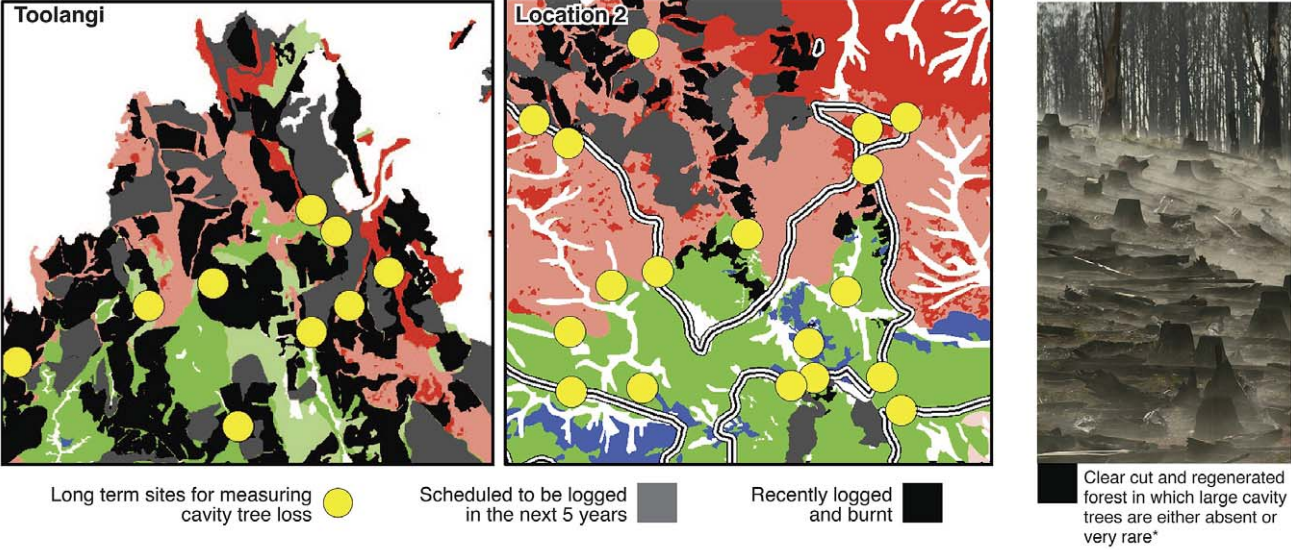 Toolangi
Location 2
Long term sites for measuring
cavity tree loss
Scheduled to be logged
in the next 5 years
Recently logged
and burnt
Clear cut and regenerated
forest in which large cavity
trees are either absent or
very rare*